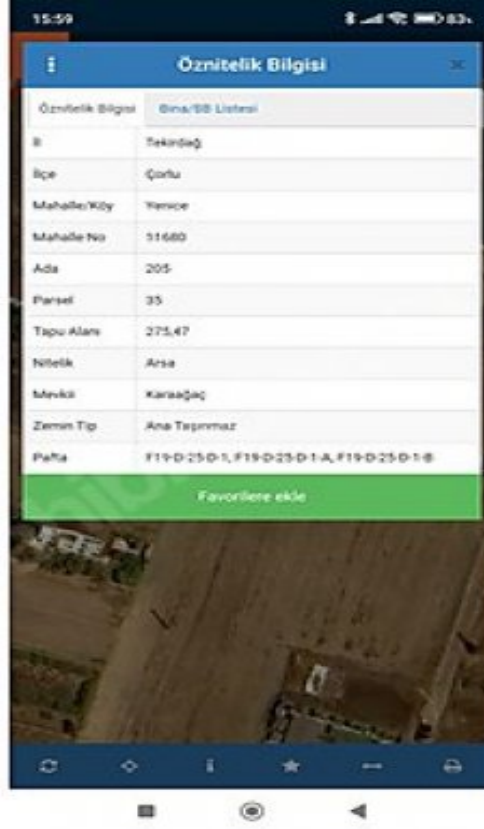 15:59
83
Öznitelik Bilgisi
Öznitelik Bilgisi Bina/BB Listesi
İl Tekirdağ
İlçe Çorlu
Mahalle/Köy Yenice
Mahalle No 11680
Ada 205
Parsel 35
Tapu Alanı 275,47
Nitelik Arsa
Mevkii Karaağaç
Zemin Tip Ana Taşınmaz
Pafta F19-D-25-D-1, F19-D-25-D-1-A, F19-D-25-D-1-B
Favorilere ekle